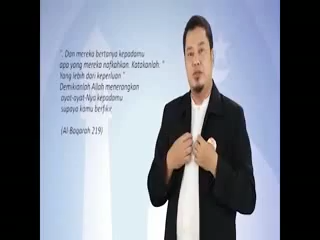 ". Dan mereka bertanya kepadamu
apa yang mereka nafkahkan. Katakanlah: "
Yang lebih dari keperluan "
Demikianlah Allah menerangkan
ayat-ayat-Nya kepadamu
supaya kamu berfikir,
(Al-Baqarah 219)